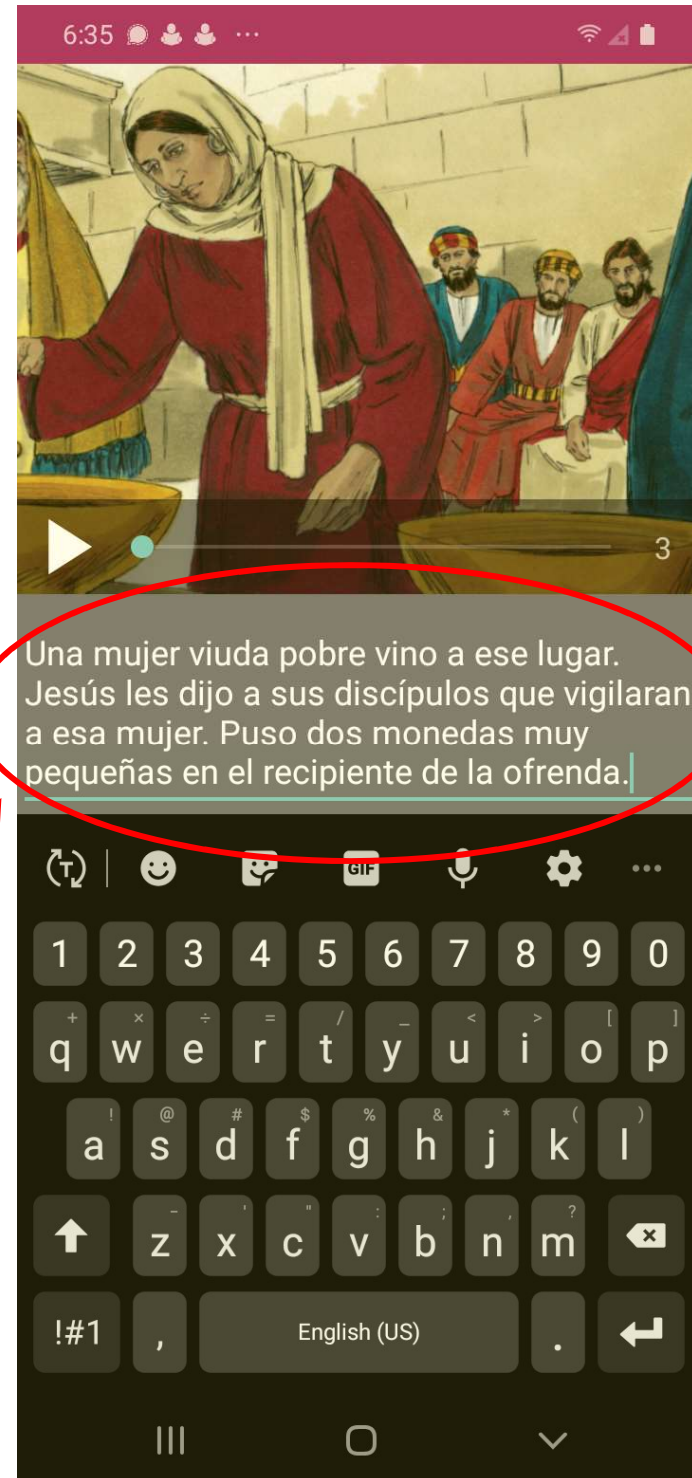 6:35 ...
3
Una mujer viuda pobre vino a ese lugar.
Jesús les dijo a sus discípulos que vigilaran
a esa mujer. Puso dos monedas muy
pequeñas en el recipiente de la ofrenda.
T GIF ...
1 2 3 4 5 6 7 8 9 0
+ × ÷ = / _ < > [ ]
q w e r t y u i o p
! @ # $ % & * ( )
a s d f g h j k l
- ' " : ; , ?
z x c v b n m
!#1 , English (US) .